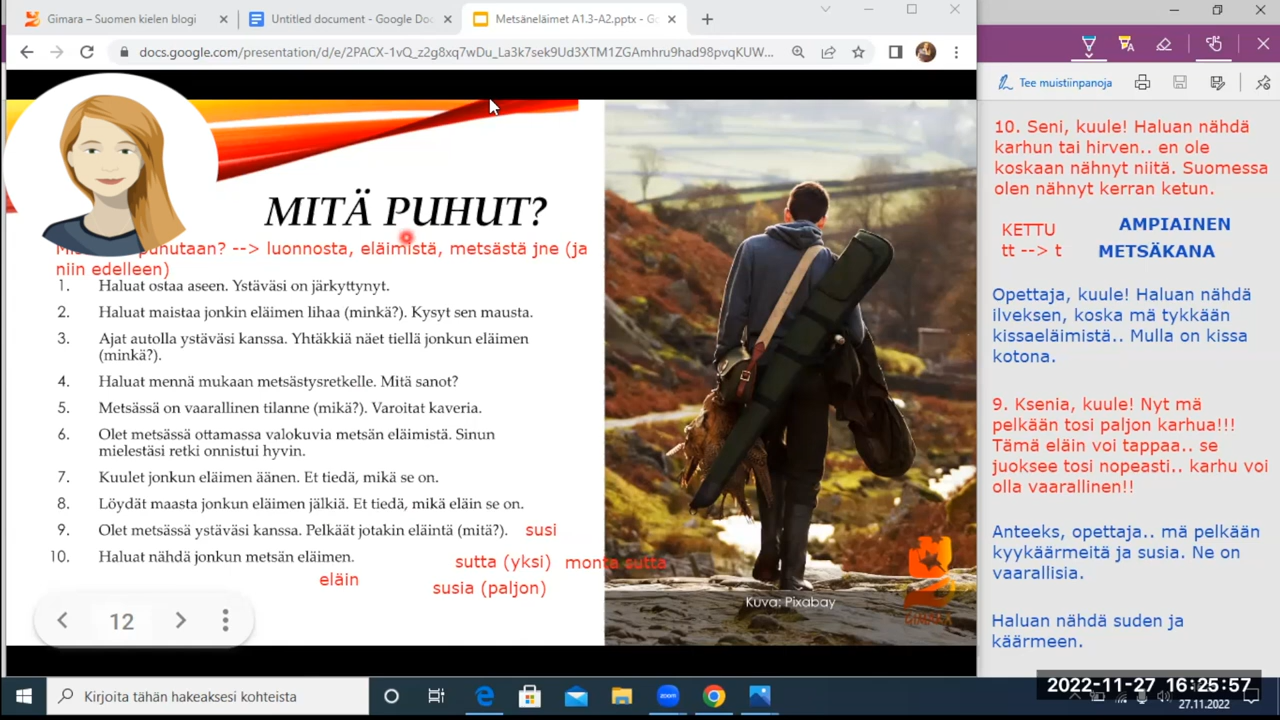 Gimara – Suomen kielen blogi
Untitled document - Google Doc
Metsäneläimet A1.3-A2.pptx - Go
docs.google.com/presentation/d/e/2PACX-1vQ_zZg8xq7wDu_La3k7sek9Ud3XTM1ZGAmhru9had98pvqKUW...
MITÄ PUHUT?
puhutaan? --> luonnosta, eläimistä, metsästä jne (ja
niin edelleen)
1. Haluat ostaa aseen. Ystäväsi on järkyttynyt.
2. Haluat maistaa jonkin eläimen lihaa (minkä?). Kysyt sen mausta.
3. Ajat autolla ystäväsi kanssa. Yhtäkkiä näet tiellä jonkun eläimen
(minkä?).
4. Haluat mennä mukaan metsästysretkelle. Mitä sanot?
5. Metsässä on vaarallinen tilanne (mikä?). Varoitat kaveria.
6. Olet metsässä ottamassa valokuvia metsän eläimistä. Sinun
mielestäsi retki onnistui hyvin.
7. Kuulet jonkun eläimen äänen. Et tiedä, mikä se on.
8. Löydät maasta jonkun eläimen jälkiä. Et tiedä, mikä eläin se on.
9. Olet metsässä ystäväsi kanssa. Pelkäät jotakin eläintä (mitä?). susi
10. Haluat nähdä jonkun metsän eläimen.
sutta (yksi) monta sutta
eläin
susia (paljon)
12
Kuva: Pixabay
GIMARA
Tee muistiinpanoja
10. Seni, kuule! Haluan nähdä
karhun tai hirven.. en ole
koskaan nähnyt niitä. Suomessa
olen nähnyt kerran ketun.
KETTU AMPIAINEN
tt --> t METSÄKANA
Opettaja, kuule! Haluan nähdä
ilveksen, koska mä tykkään
kissaeläimistä.. Mulla on kissa
kotona.
9. Ksenia, kuule! Nyt mä
pelkään tosi paljon karhua!!!
Tämä eläin voi tappaa.. se
juoksee tosi nopeasti.. karhu voi
olla vaarallinen!!
Anteeks, opettaja.. mä pelkään
kyykäärmeitä ja susia. Ne on
vaarallisia.
Haluan nähdä suden ja
käärmeen.
Kirjoita tähän hakeaksesi kohteista
zoom
2022-11-27 16:25:57
27.11.2022